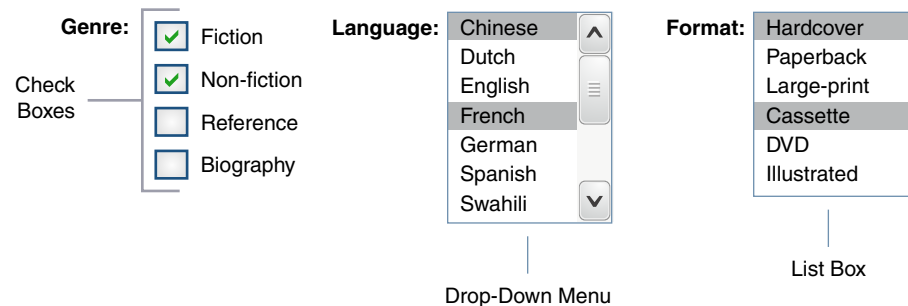 Genre:
Fiction
Non-fiction
Reference
Biography
Check
Boxes
Language:
Chinese
Dutch
English
French
German
Spanish
Swahili
Drop-Down Menu
Format:
Hardcover
Paperback
Large-print
Cassette
DVD
Illustrated
List Box